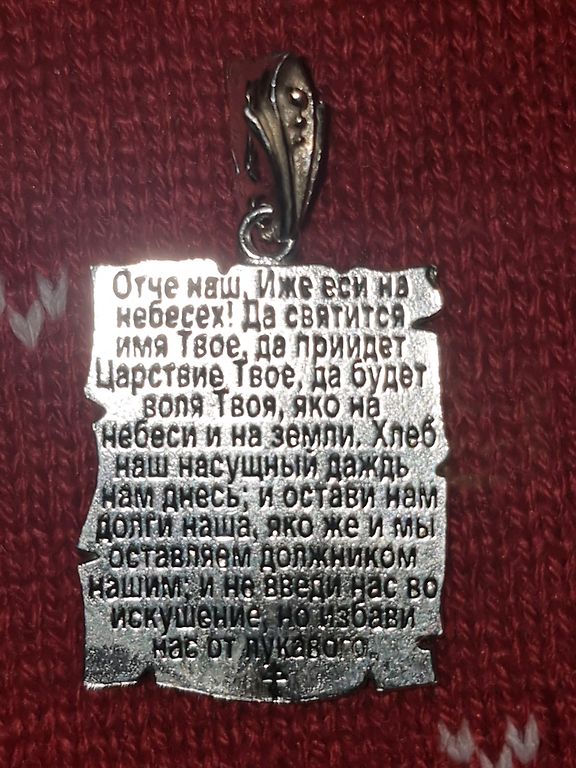 Отче наш, Иже еси на
небесех! Да святится
имя Твое, да приидет
Царствие Твое, да будет
воля Твоя, яко на
небеси и на земли. Хлеб
наш насущный даждь
нам днесь; и остави нам
долги наша, яко же и мы
оставляем должником
нашим; и не введи нас во
искушение, но избави
нас от лукавого.